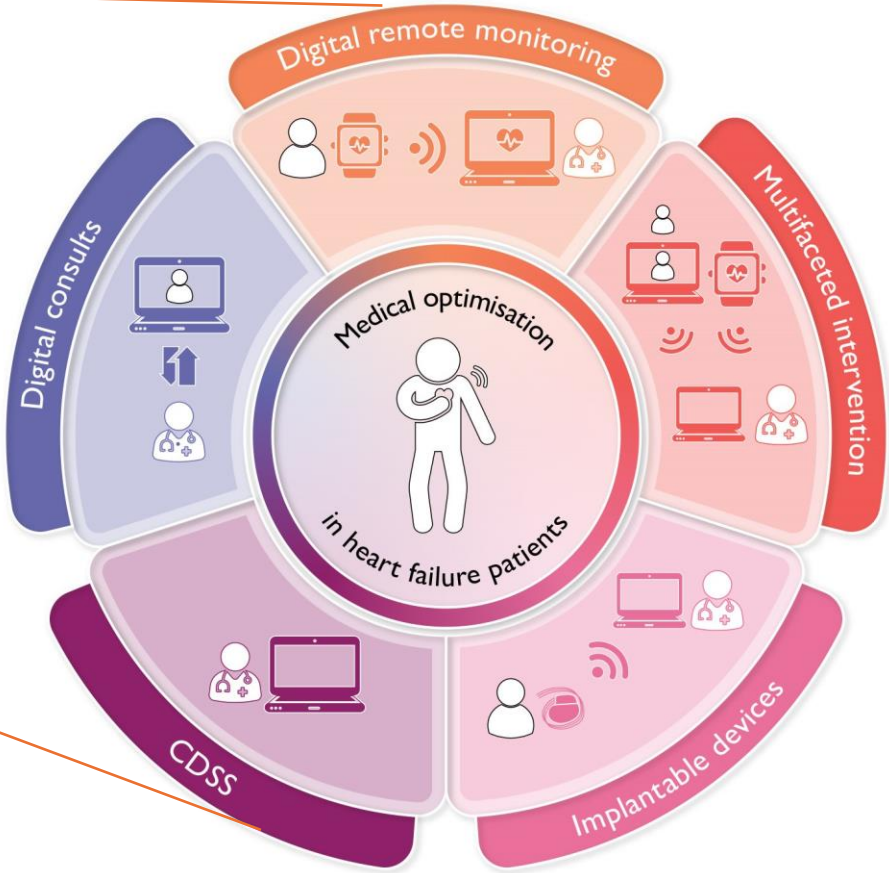 Digital remote monitoring
Multifaceted intervention
Implantable devices
CDSS
Digital consults
Medical optimisation
in heart failure patients